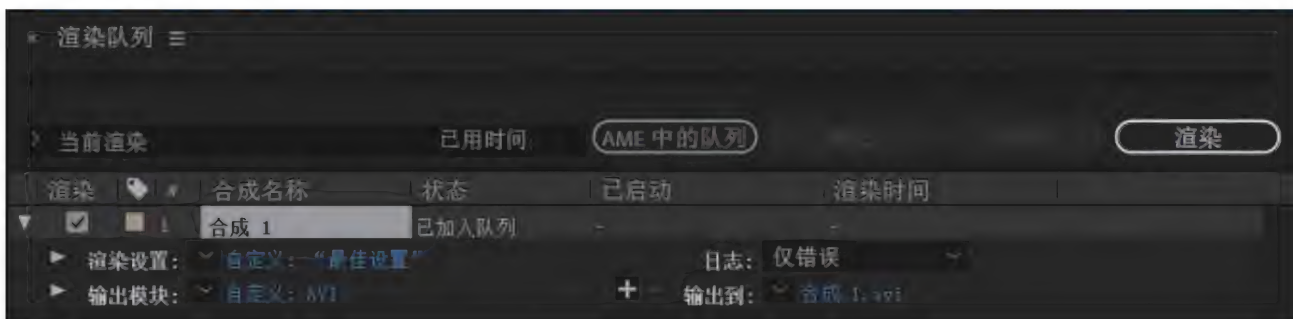 渲染队列
当前渲染 已用时间 AME 中的队列 渲染
渲染 # 合成名称 状态 已启动 渲染时间
1 合成 1 已加入队列 - -
渲染设置: 自定义: “最佳设置” 日志: 仅错误
输出模块: 自定义: AVI + - 输出到: 合成 1.avi